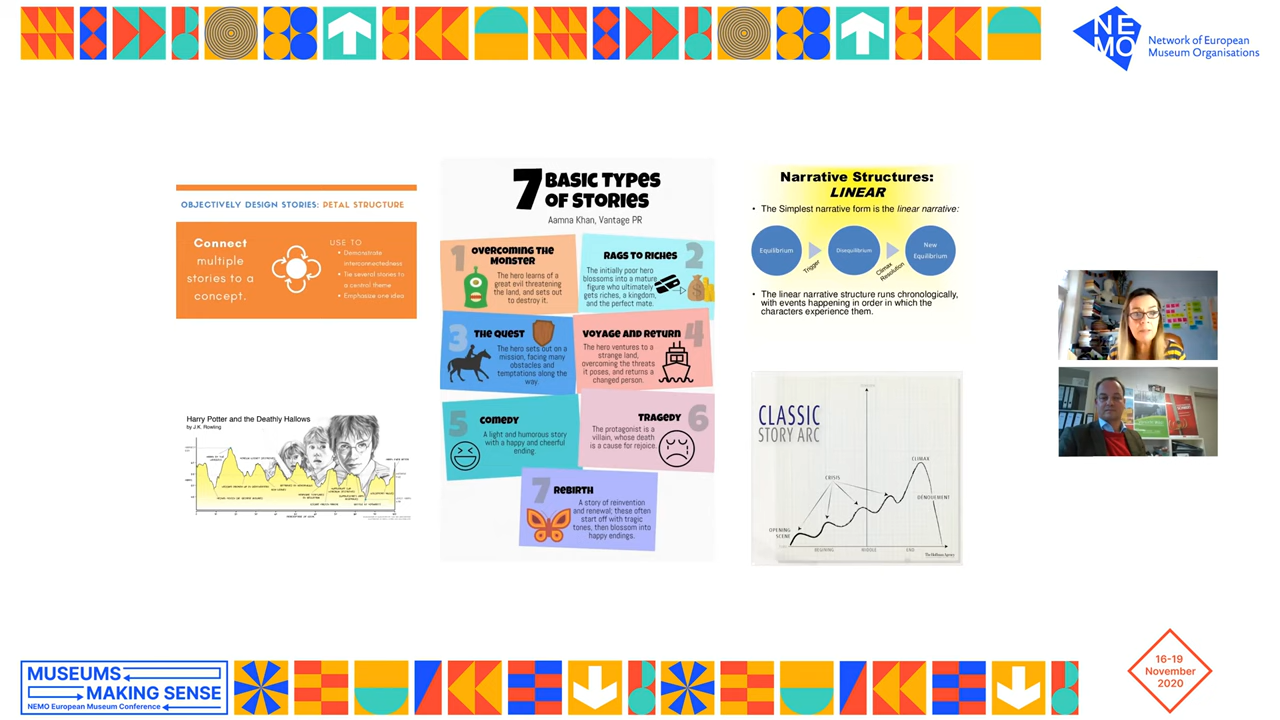 NE
MO
Network of European
Museum Organisations
OBJECTIVELY DESIGN STORIES: PETAL STRUCTURE
Connect
multiple
stories to a
concept.
USE TO
• Demonstrate
interconnectedness
• Tie several stories to
a central theme
• Emphasize one idea
Harry Potter and the Deathly Hallows
by J.K. Rowling
7 BASIC TYPES
OF STORIES
Aamna Khan, Vantage PR
1
OVERCOMING THE
MONSTER
The hero learns of a
great evil threatening
the land, and sets out
to destroy it.
2
RAGS TO RICHES
The initially poor hero
blossoms into a mature
figure who ultimately
gets riches, a kingdom,
and the perfect mate.
3
THE QUEST
The hero sets out on a
mission, facing many
obstacles and
temptations along the
way.
4
VOYAGE AND RETURN
The hero ventures to a
strange land,
overcoming the threats
it poses, and returns a
changed person.
5
COMEDY
A light and humorous story
with a happy and cheerful
ending.
6
TRAGEDY
The protagonist is a
villain, whose death
is a cause for rejoice.
7
REBIRTH
A story of reinvention
and renewal; these often
start off with tragic
tones, then blossom into
happy endings.
Narrative Structures:
LINEAR
• The Simplest narrative form is the linear narrative:
Equilibrium
Trigger
Disequilibrium
Climax
Resolution
New
Equilibrium
• The linear narrative structure runs chronologically,
with events happening in order in which the
characters experience them.
CLASSIC
STORY ARC
CRISIS
CLIMAX
DENOUEMENT
OPENING
SCENE
BEGINNING
MIDDLE
END
MUSEUMS
MAKING SENSE
NEMO European Museum Conference
16-19
November
2020